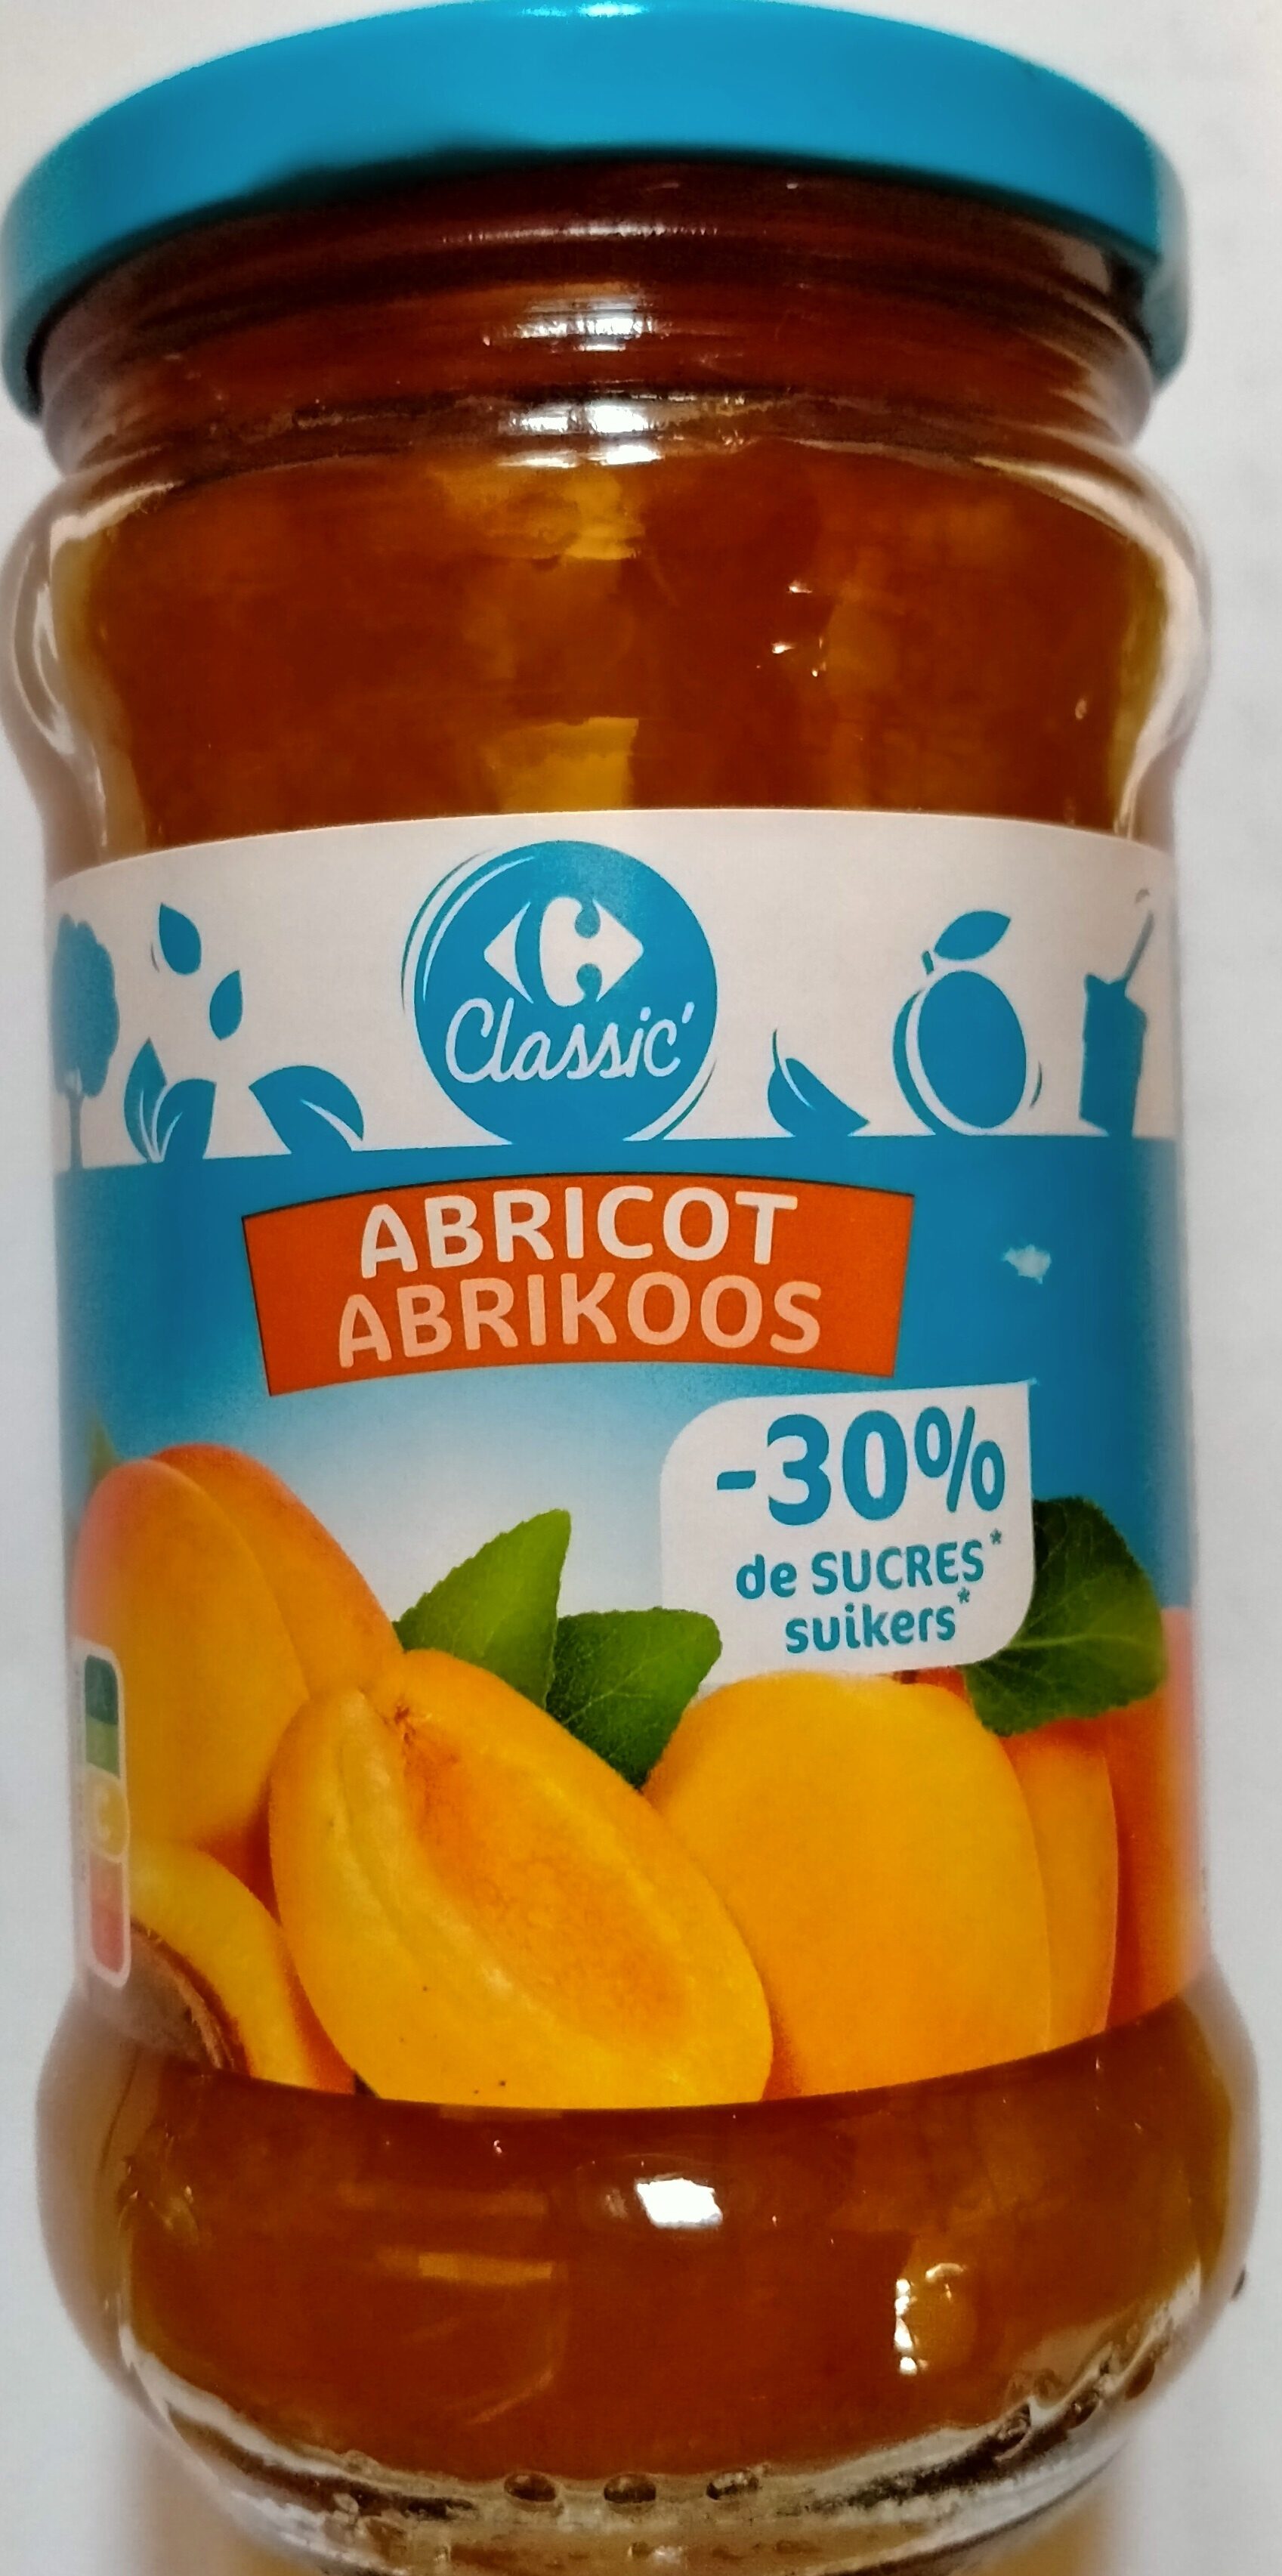 Classic'
ABRICOT
ABRIKOOS
-30%
de SUCRES*
suikers*